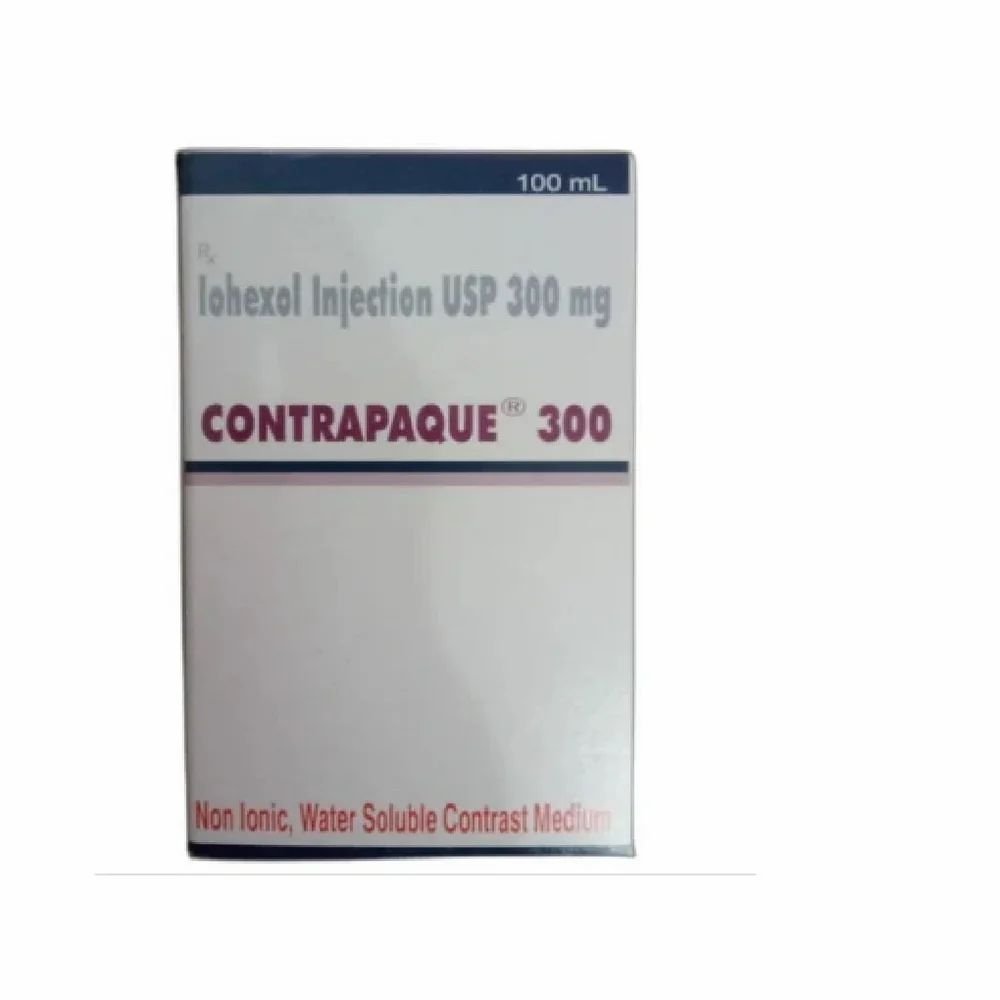 100 mL
Rx
Iohexol Injection USP 300 mg
CONTRAPAQUE® 300
Non Ionic, Water Soluble Contrast Medium